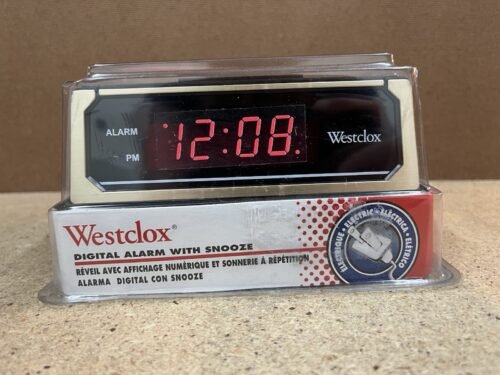 ALARM
12:08
PM
Westclox
Westclox®
DIGITAL ALARM WITH SNOOZE
RÉVEIL AVEC AFFICHAGE NUMÉRIQUE ET SONNERIE À RÉPÉTITION
ALARMA DIGITAL CON SNOOZE
ÉLECTRIQUE • ELECTRIC • ELÉCTRICA • ELÉTRICO